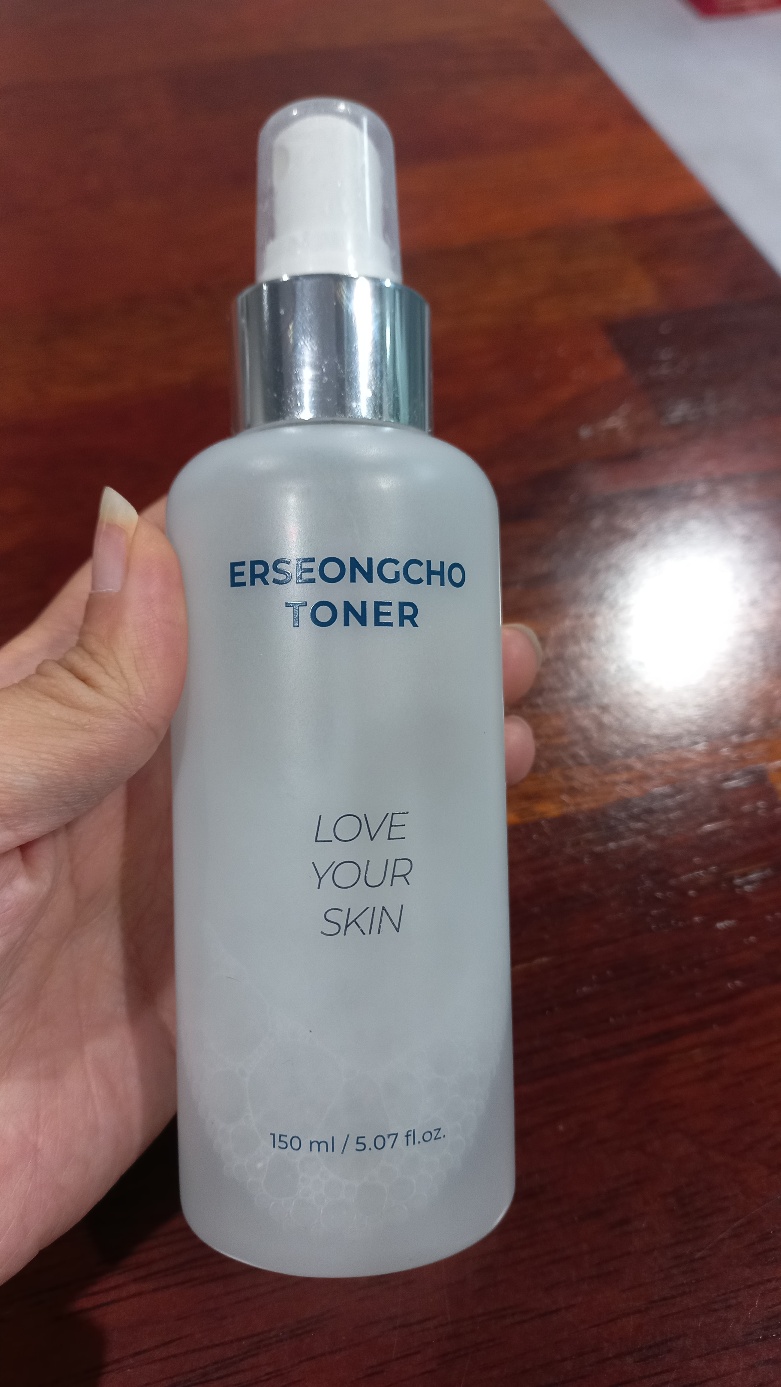 ERSEONGCHO
TONER
LOVE
YOUR
SKIN
150 ml / 5.07 fl.oz.